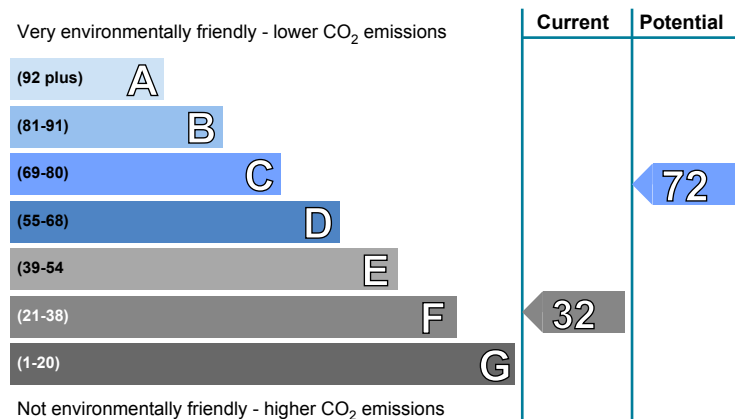 Very environmentally friendly - lower CO₂ emissions
Current
Potential
(92 plus) A
(81-91) B
(69-80) C
72
(55-68) D
(39-54 E
(21-38) F
32
(1-20) G
Not environmentally friendly - higher CO₂ emissions